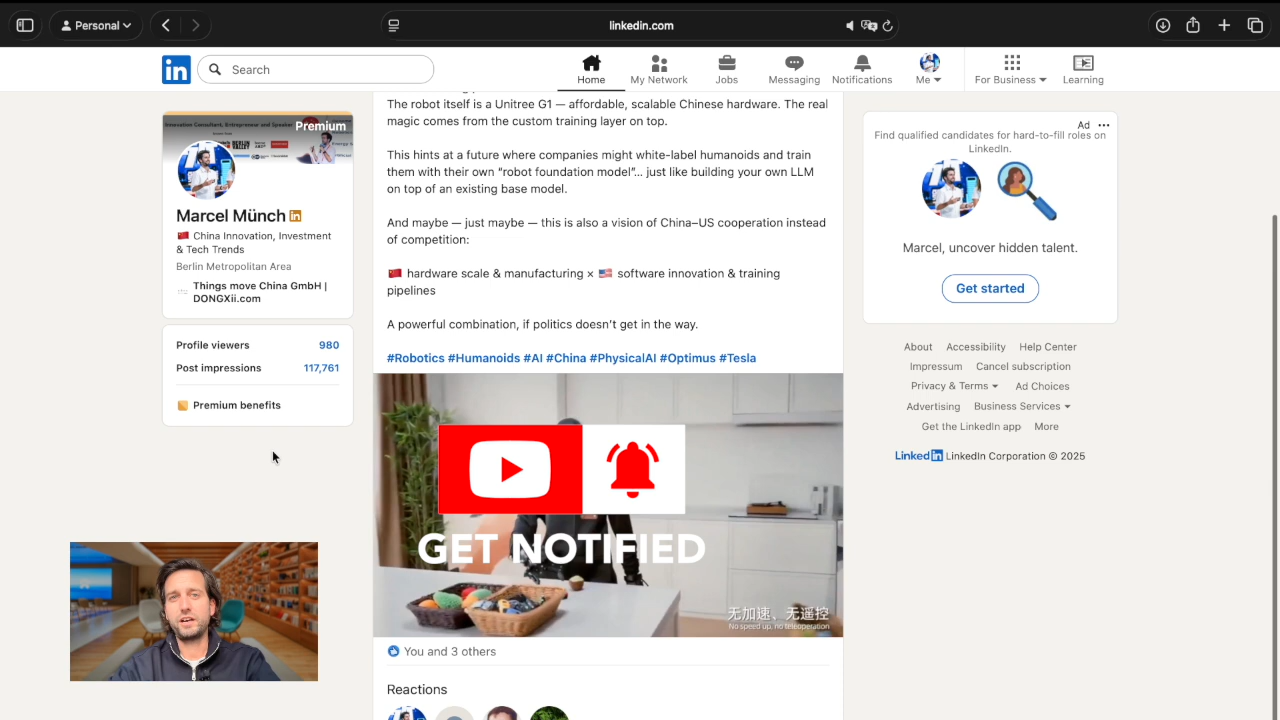 Personal
linkedin.com
in
Search
Home
My Network
Jobs
Messaging
Notifications
Me
For Business
Learning
Premium
Marcel Münch in
China Innovation, Investment
& Tech Trends
Berlin Metropolitan Area
Things move China GmbH |
DONGXii.com
Profile viewers 980
Post impressions 117,761
Premium benefits
The robot itself is a Unitree G1 — affordable, scalable Chinese hardware. The real
magic comes from the custom training layer on top.
This hints at a future where companies might white-label humanoids and train
them with their own “robot foundation model”... just like building your own LLM
on top of an existing base model.
And maybe — just maybe — this is also a vision of China–US cooperation instead
of competition:
🇨🇳 hardware scale & manufacturing × 🇺🇸 software innovation & training
pipelines
A powerful combination, if politics doesn’t get in the way.
#Robotics #Humanoids #AI #China #PhysicalAI #Optimus #Tesla
GET NOTIFIED
无加速、无遥控
No speed up, no teleoperation
You and 3 others
Reactions
Ad
Find qualified candidates for hard-to-fill roles on
LinkedIn.
Marcel, uncover hidden talent.
Get started
About Accessibility Help Center
Impressum Cancel subscription
Privacy & Terms Ad Choices
Advertising Business Services
Get the LinkedIn app More
LinkedIn LinkedIn Corporation © 2025